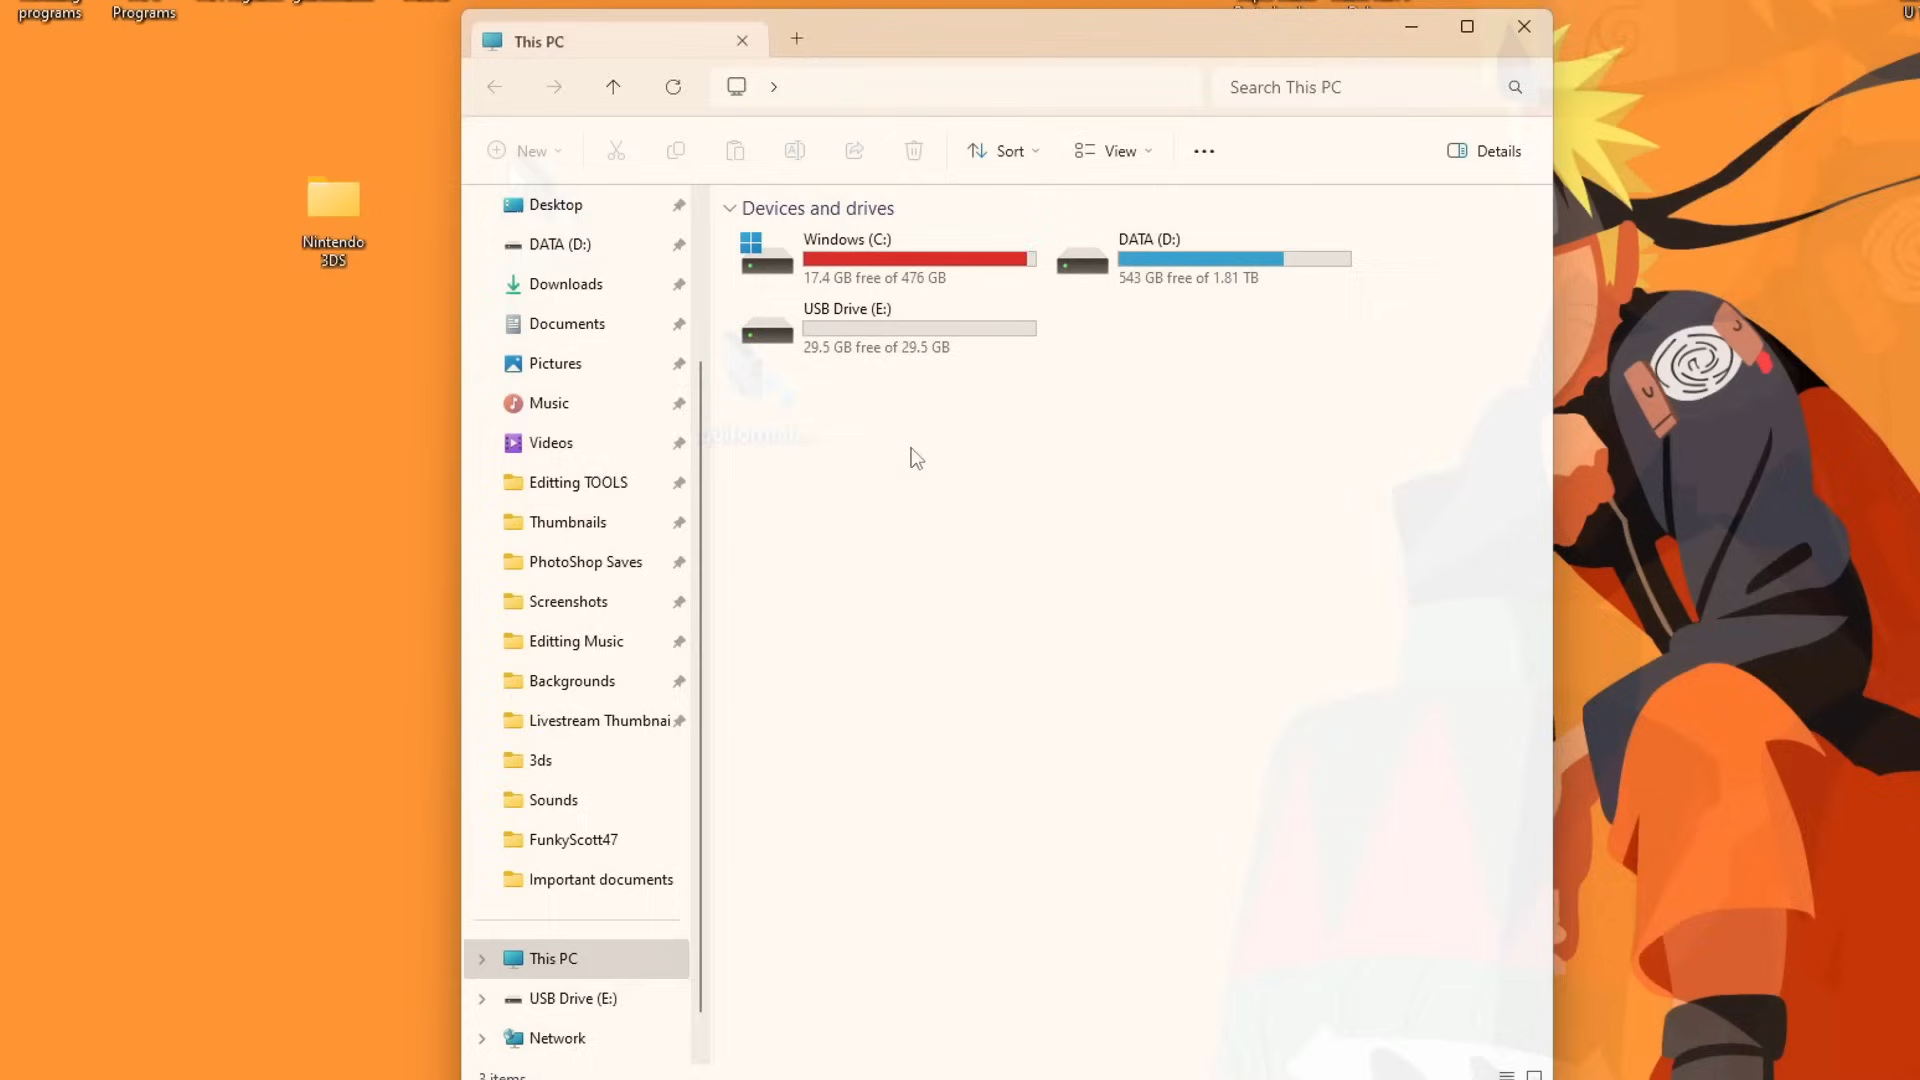 programs
Programs
U
This PC
Search This PC
New
Sort
View
Details
Nintendo
3DS
Desktop
DATA (D:)
Downloads
Documents
Pictures
Music
Videos
Editting TOOLS
Thumbnails
PhotoShop Saves
Screenshots
Editting Music
Backgrounds
Livestream Thumbnai
3ds
Sounds
FunkyScott47
Important documents
This PC
USB Drive (E:)
Network
Devices and drives
Windows (C:)
17.4 GB free of 476 GB
DATA (D:)
543 GB free of 1.81 TB
USB Drive (E:)
29.5 GB free of 29.5 GB
3 items